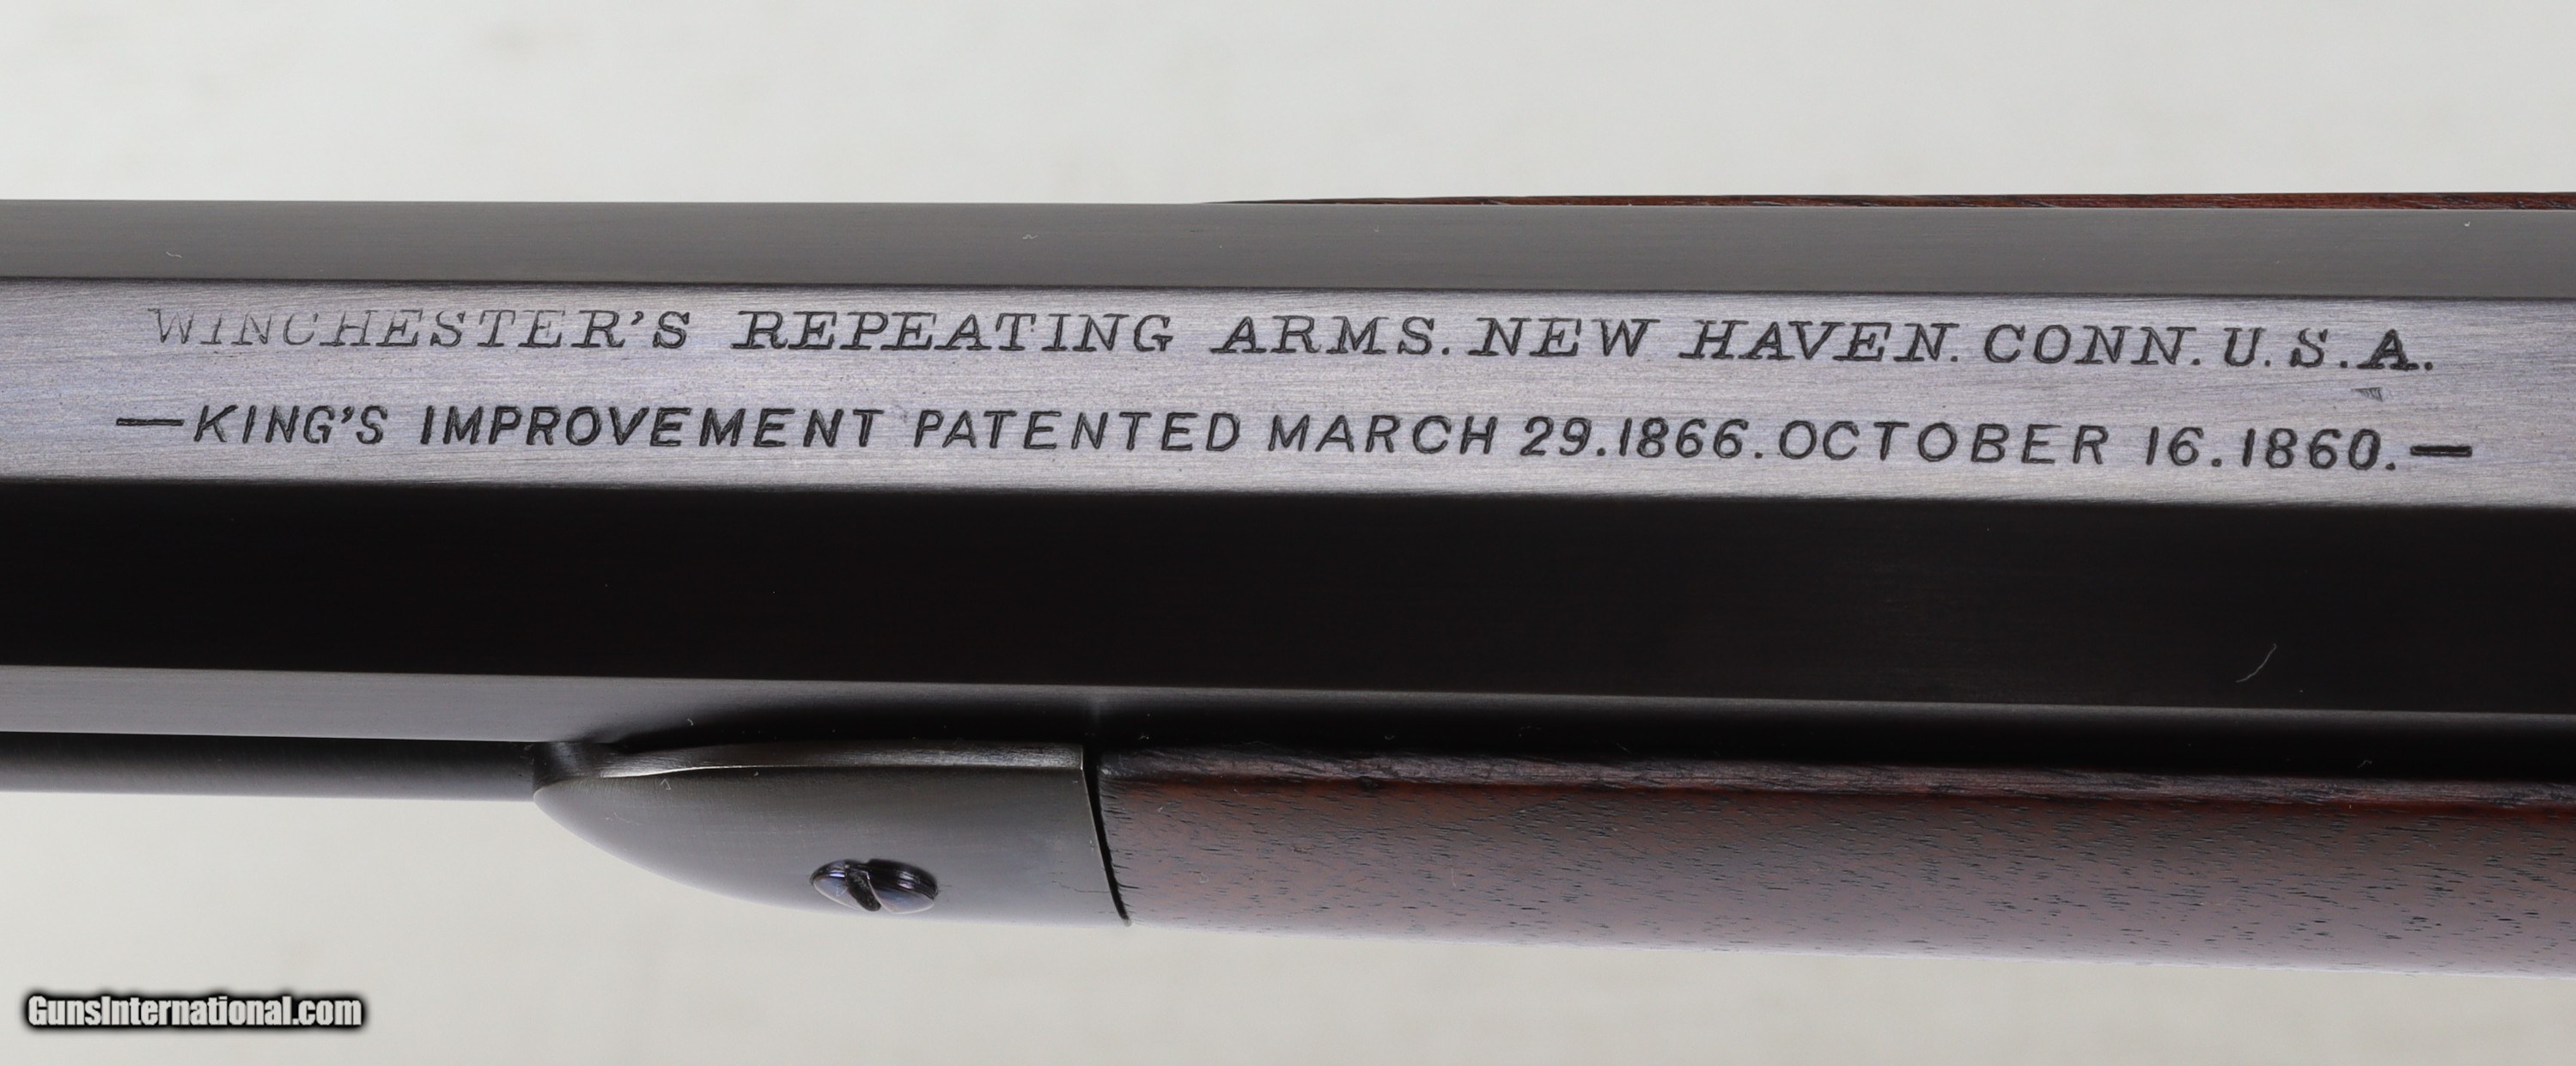 WINCHESTER'S REPEATING ARMS. NEW HAVEN. CONN. U.S.A.
—KING'S IMPROVEMENT PATENTED MARCH 29.1866. OCTOBER 16.1860.—
GunsInternational.com